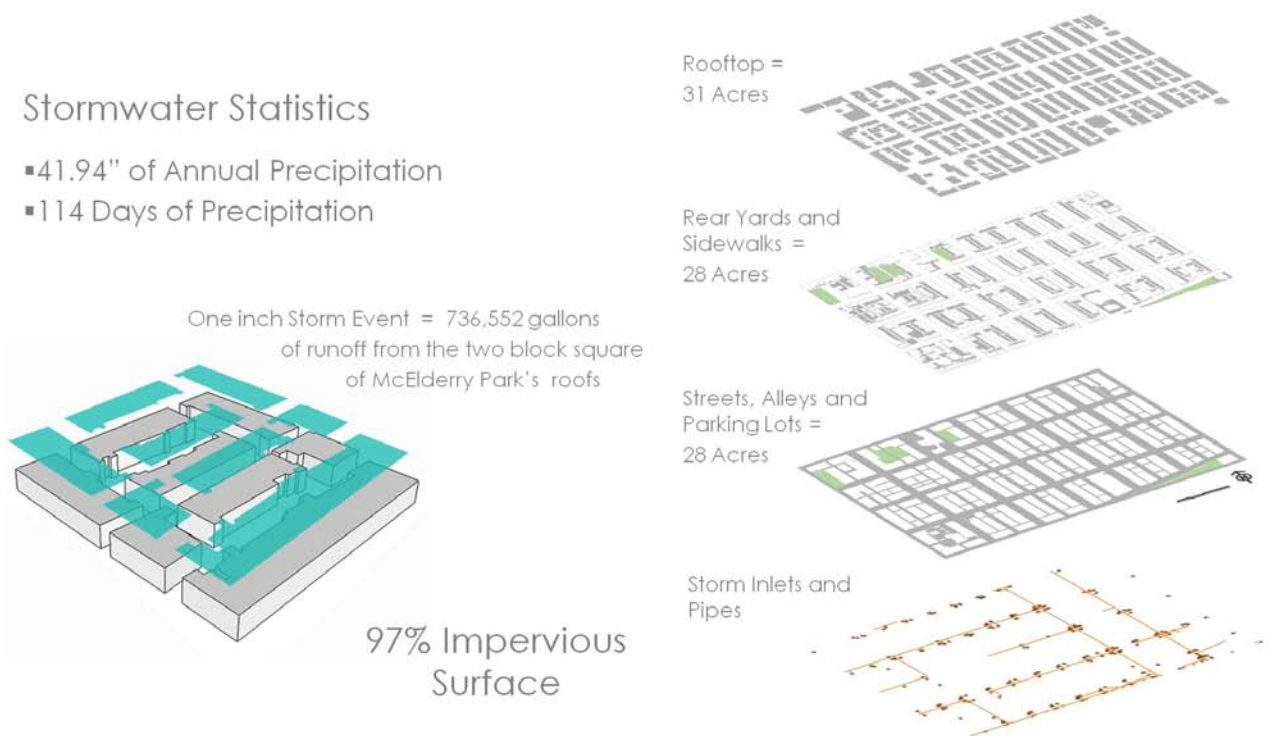 Stormwater Statistics
▪41.94” of Annual Precipitation
▪114 Days of Precipitation
One inch Storm Event = 736,552 gallons
of runoff from the two block square
of McElderry Park’s roofs
97% Impervious
Surface
Rooftop =
31 Acres
Rear Yards and
Sidewalks =
28 Acres
Streets, Alleys and
Parking Lots =
28 Acres
Storm Inlets and
Pipes